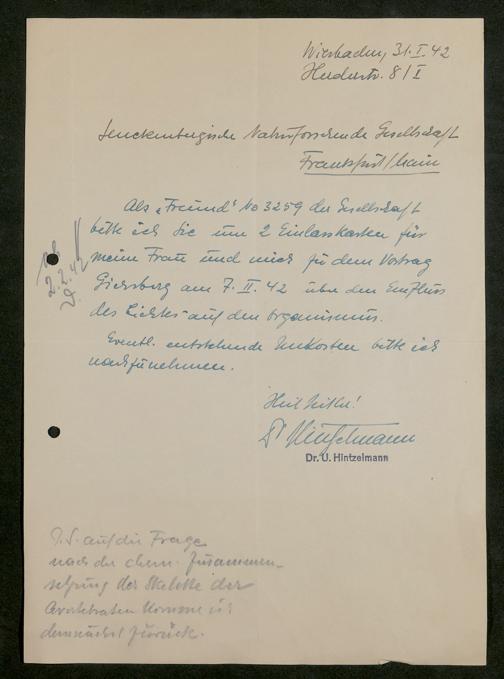 Wiesbaden, 31.I.42
Herderstr. 8/I
Senckenbergische Naturforschende Gesellschaft
Frankfurt/Main
Als „Freund" No 3259 der Gesellschaft
bitte ich Sie um 2 Einlasskarten für
meine Frau und mich zu dem Vortrag
Giersberg am 7.II.42 über den Einfluss
des Lichtes auf den Organismus.
Eventl. entstehende Unkosten bitte ich
nachzunehmen.
Heil Hitler!
Dr Hintzelmann
Dr. U. Hintzelmann
2.2.42
P.S. auf die Frage
nach der chem. Zusammen-
setzung der Skelette der
Avertebraten komme ich
demnächst zurück.